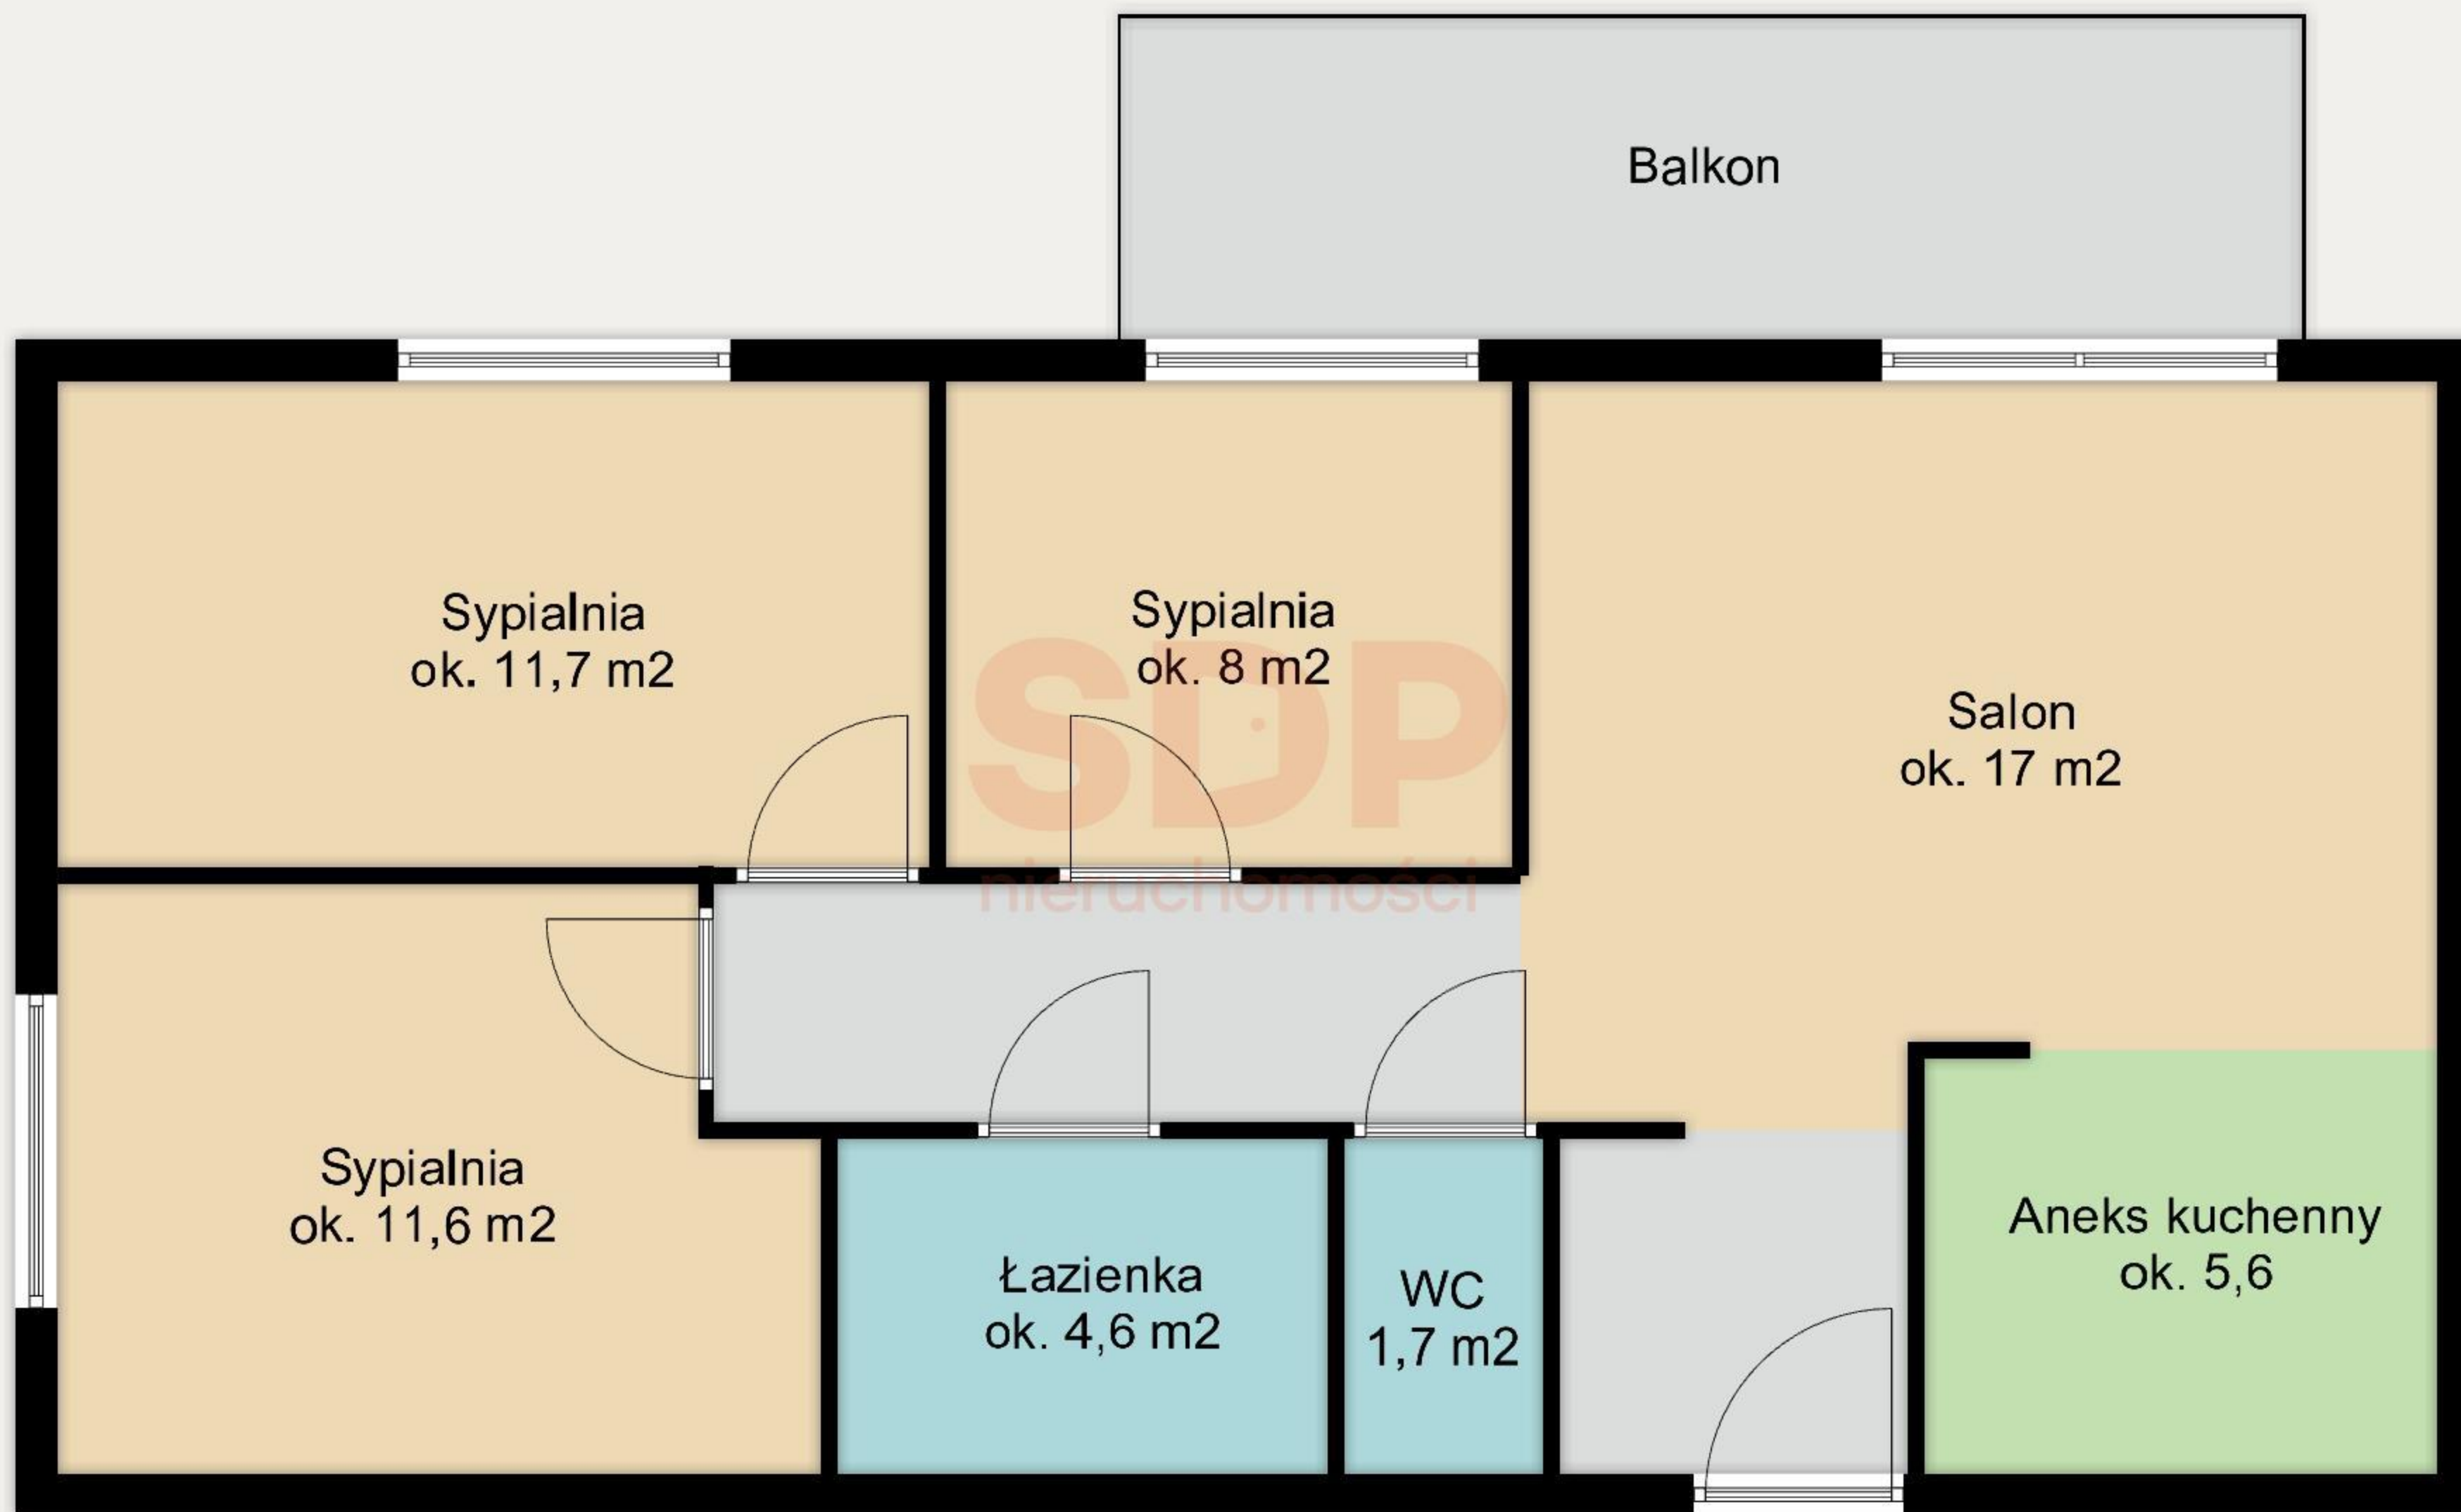 Balkon
Sypialnia
ok. 11,7 m2
Sypialnia
ok. 8 m2
SDP
nieruchomości
Salon
ok. 17 m2
Sypialnia
ok. 11,6 m2
Łazienka
ok. 4,6 m2
WC
1,7 m2
Aneks kuchenny
ok. 5,6